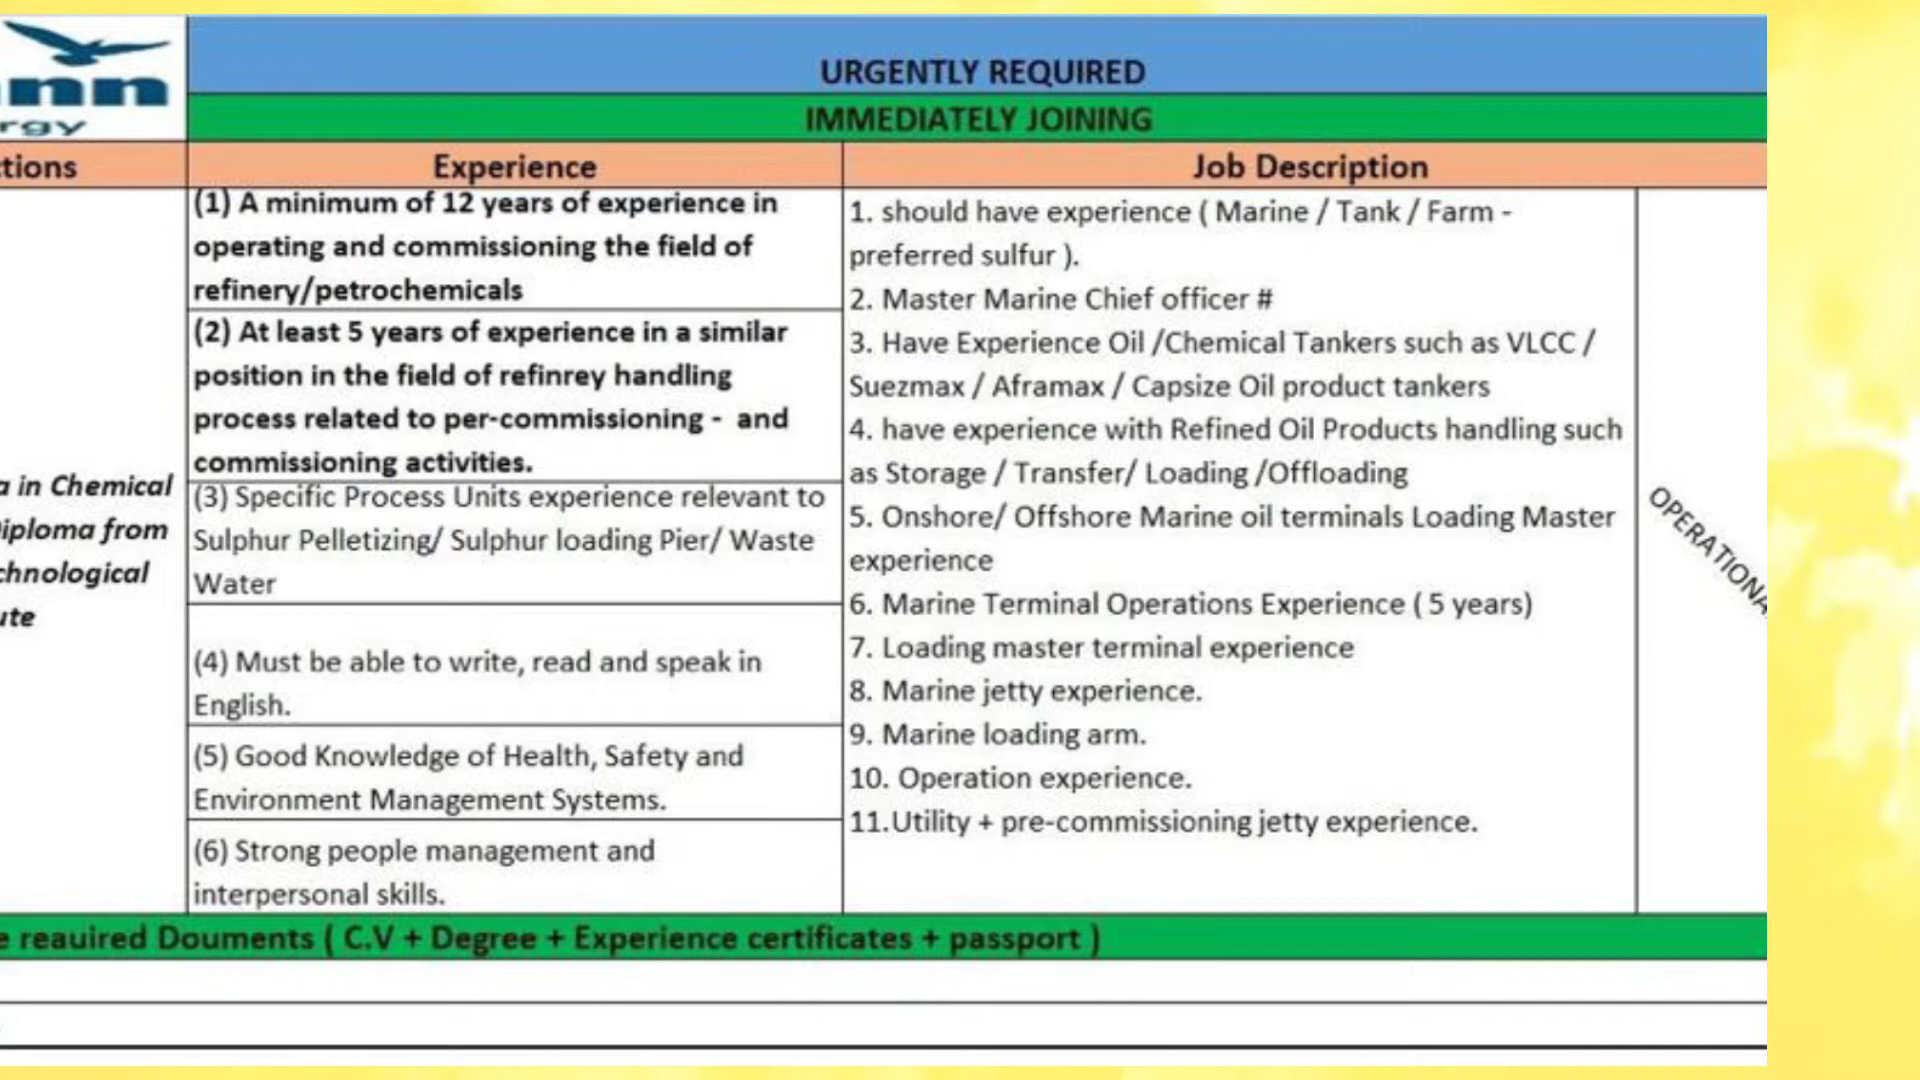 nn
rgy
URGENTLY REQUIRED
IMMEDIATELY JOINING
tions
Experience
Job Description
a in Chemical
iploma from
chnological
ute
(1) A minimum of 12 years of experience in
operating and commissioning the field of
refinery/petrochemicals
(2) At least 5 years of experience in a similar
position in the field of refinrey handling
process related to per-commissioning - and
commissioning activities.
(3) Specific Process Units experience relevant to
Sulphur Pelletizing/ Sulphur loading Pier/ Waste
Water
(4) Must be able to write, read and speak in
English.
(5) Good Knowledge of Health, Safety and
Environment Management Systems.
(6) Strong people management and
interpersonal skills.
1. should have experience ( Marine / Tank / Farm -
preferred sulfur ).
2. Master Marine Chief officer #
3. Have Experience Oil /Chemical Tankers such as VLCC /
Suezmax / Aframax / Capsize Oil product tankers
4. have experience with Refined Oil Products handling such
as Storage / Transfer/ Loading /Offloading
5. Onshore/ Offshore Marine oil terminals Loading Master
experience
6. Marine Terminal Operations Experience ( 5 years)
7. Loading master terminal experience
8. Marine jetty experience.
9. Marine loading arm.
10. Operation experience.
11.Utility + pre-commissioning jetty experience.
OPERATIONA
e reauired Douments ( C.V + Degree + Experience certificates + passport )